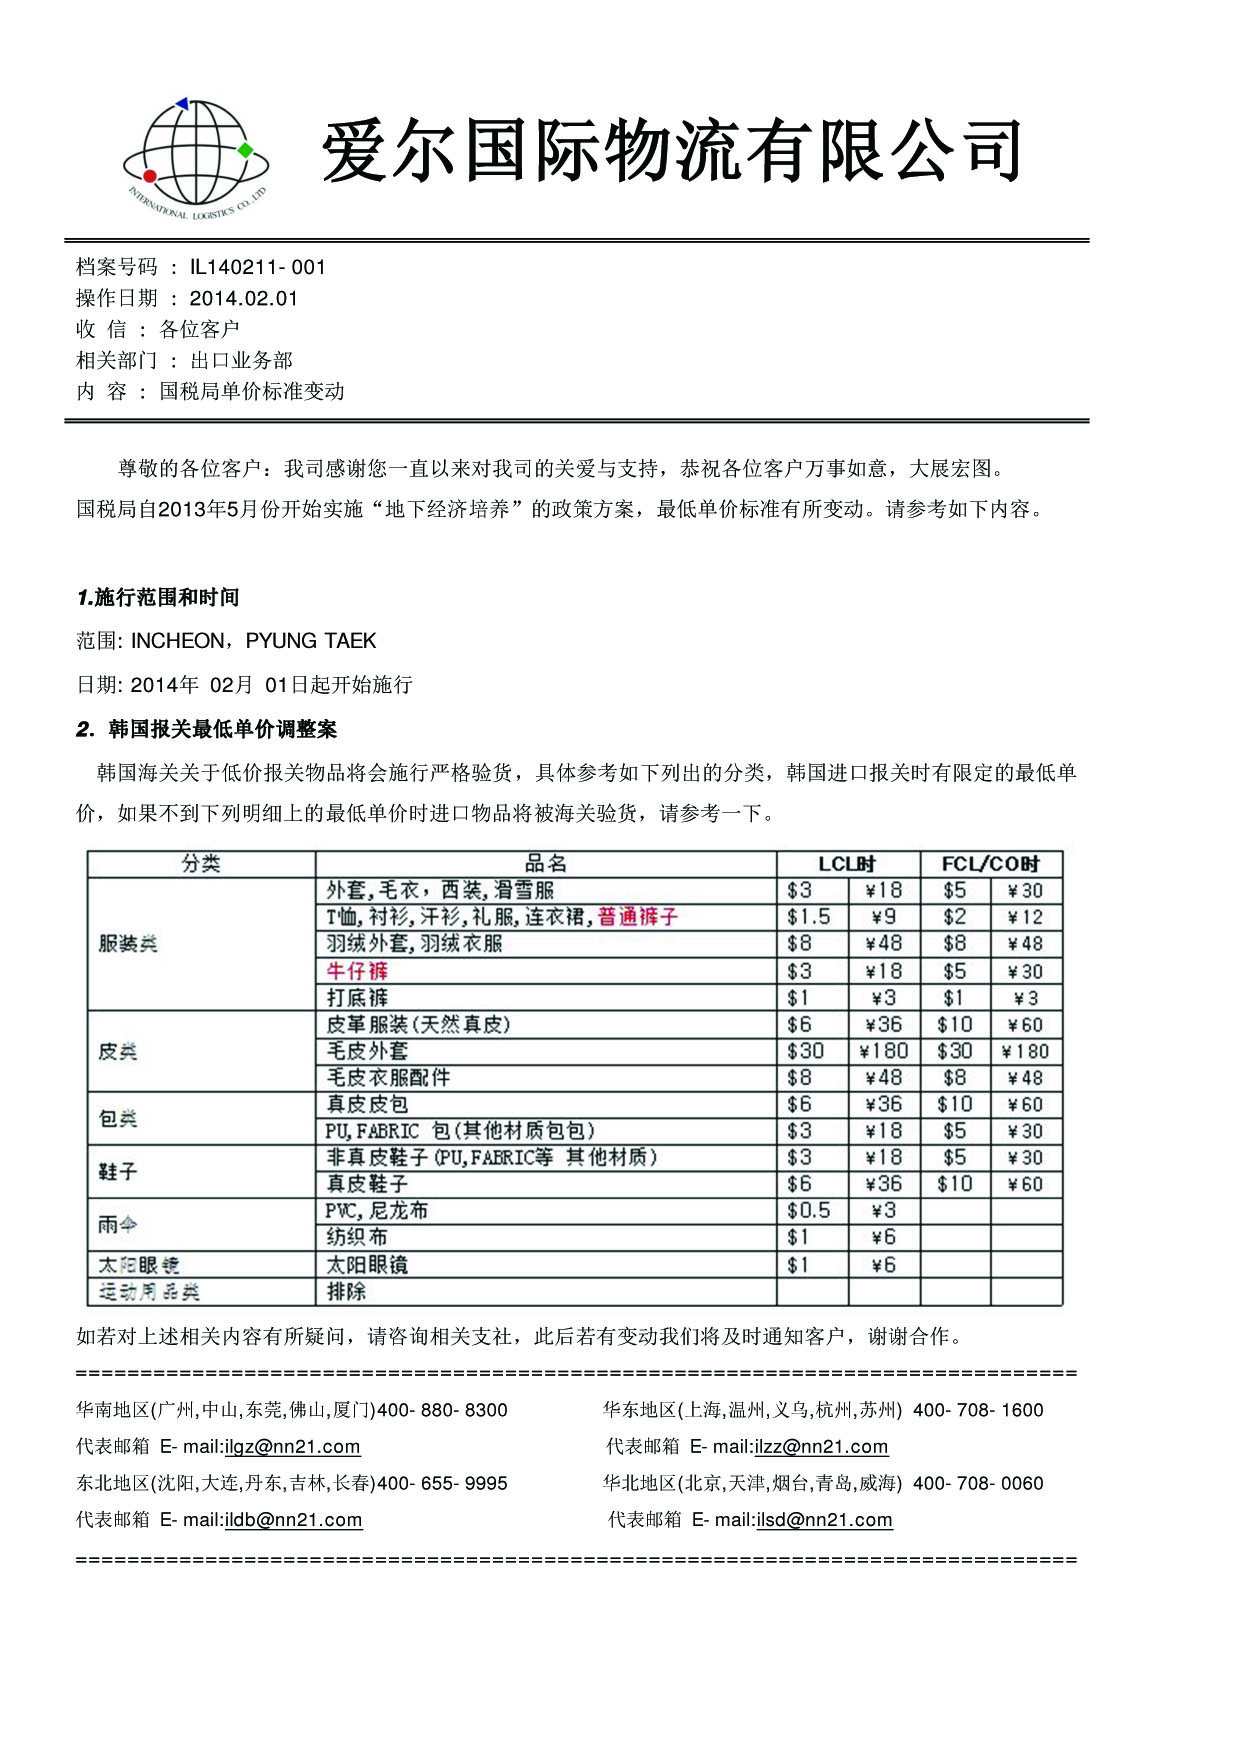 INTERNATIONAL LOGISTICS CO.,LTD
爱尔国际物流有限公司
档案号码 : IL140211- 001
操作日期 : 2014.02.01
收 信 : 各位客户
相关部门 : 出口业务部
内 容 : 国税局单价标准变动
尊敬的各位客户：我司感谢您一直以来对我司的关爱与支持，恭祝各位客户万事如意，大展宏图。
国税局自2013年5月份开始实施“地下经济培养”的政策方案，最低单价标准有所变动。请参考如下内容。
1.施行范围和时间
范围: INCHEON，PYUNG TAEK
日期: 2014年 02月 01日起开始施行
2. 韩国报关最低单价调整案
韩国海关关于低价报关物品将会施行严格验货，具体参考如下列出的分类，韩国进口报关时有限定的最低单
价，如果不到下列明细上的最低单价时进口物品将被海关验货，请参考一下。
分类 品名 LCL时 FCL/CO时
服装类 外套,毛衣，西装,滑雪服 $3 ¥18 $5 ¥30
T恤,衬衫,汗衫,礼服,连衣裙,普通裤子 $1.5 ¥9 $2 ¥12
羽绒外套,羽绒衣服 $8 ¥48 $8 ¥48
牛仔裤 $3 ¥18 $5 ¥30
打底裤 $1 ¥3 $1 ¥3
皮类 皮革服装(天然真皮) $6 ¥36 $10 ¥60
毛皮外套 $30 ¥180 $30 ¥180
毛皮衣服配件 $8 ¥48 $8 ¥48
包类 真皮皮包 $6 ¥36 $10 ¥60
PU,FABRIC 包(其他材质包包) $3 ¥18 $5 ¥30
鞋子 非真皮鞋子(PU,FABRIC等 其他材质) $3 ¥18 $5 ¥30
真皮鞋子 $6 ¥36 $10 ¥60
雨伞 PVC,尼龙布 $0.5 ¥3
纺织布 $1 ¥6
太阳眼镜 太阳眼镜 $1 ¥6
运动用品类 排除
如若对上述相关内容有所疑问，请咨询相关支社，此后若有变动我们将及时通知客户，谢谢合作。
==============================================================================
华南地区(广州,中山,东莞,佛山,厦门)400- 880- 8300 华东地区(上海,温州,义乌,杭州,苏州) 400- 708- 1600
代表邮箱 E- mail:ilgz@nn21.com 代表邮箱 E- mail:ilzz@nn21.com
东北地区(沈阳,大连,丹东,吉林,长春)400- 655- 9995 华北地区(北京,天津,烟台,青岛,威海) 400- 708- 0060
代表邮箱 E- mail:ildb@nn21.com 代表邮箱 E- mail:ilsd@nn21.com
==============================================================================